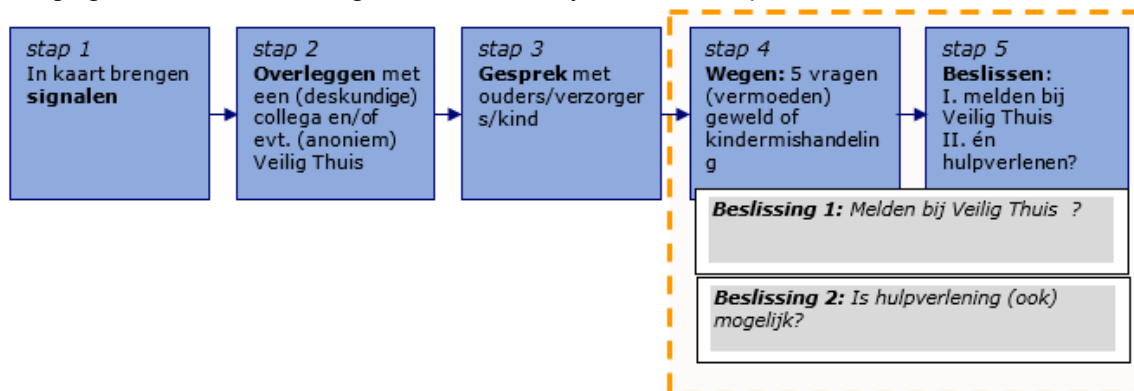 stap 1
In kaart brengen
signalen
stap 2
Overleggen met
een (deskundige)
collega en/of
evt. (anoniem)
Veilig Thuis
stap 3
Gesprek met
ouders/verzorger
s/kind
stap 4
Wegen: 5 vragen
(vermoeden)
geweld of
kindermishandelin
g
stap 5
Beslissen:
I. melden bij
Veilig Thuis
II. én
hulpverlenen?
Beslissing 1: Melden bij Veilig Thuis ?
Beslissing 2: Is hulpverlening (ook)
mogelijk?